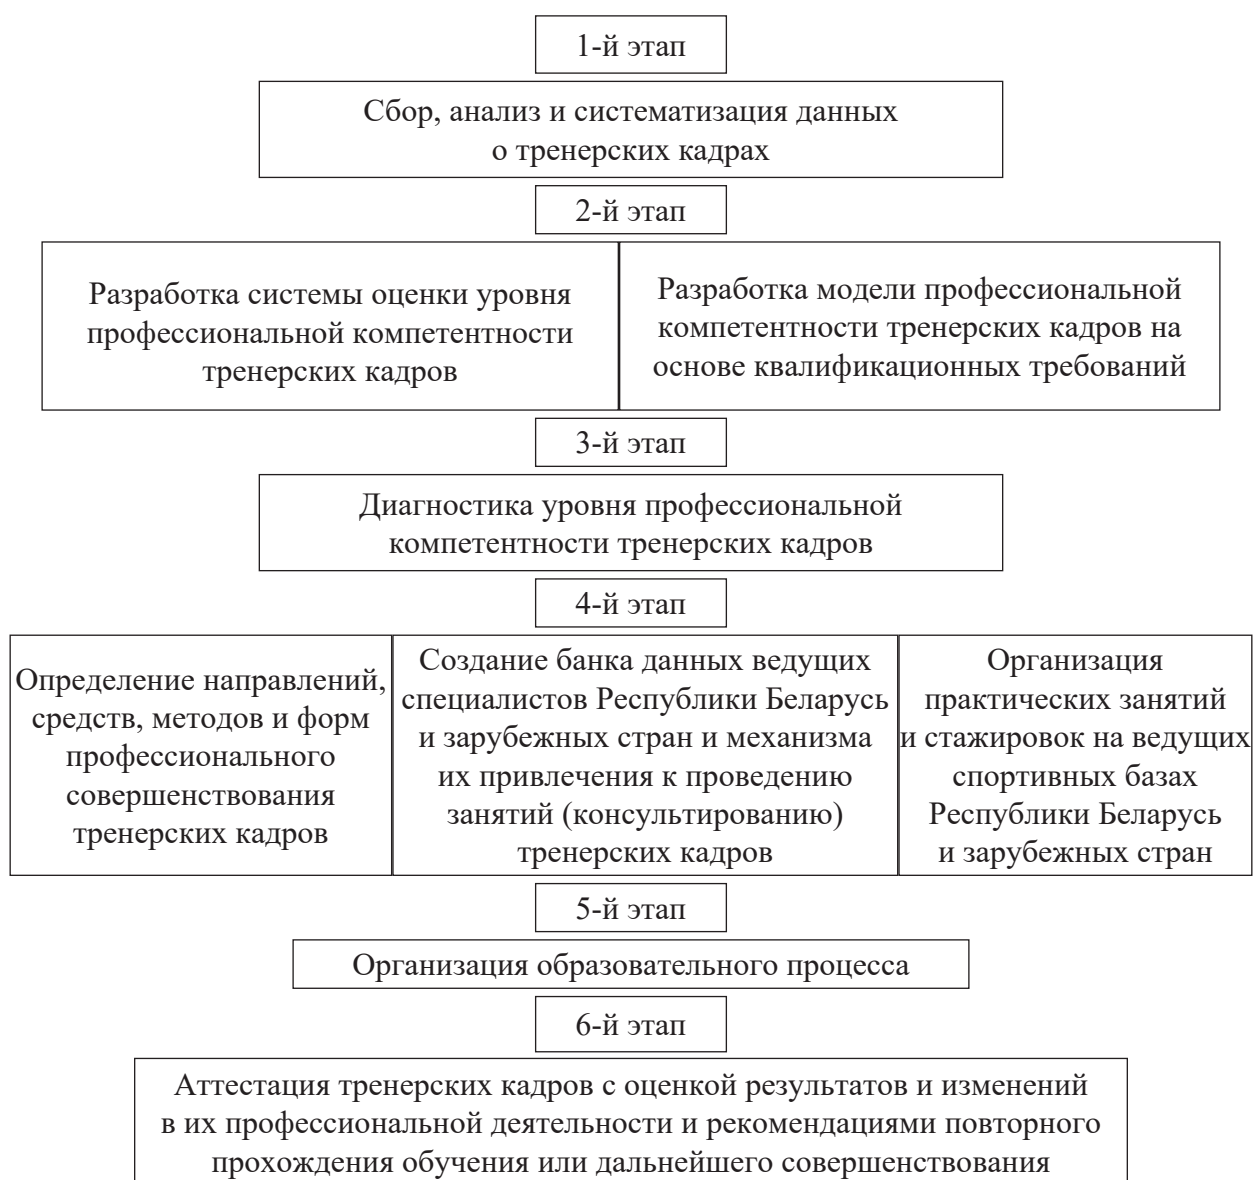 1-й этап
Сбор, анализ и систематизация данных
о тренерских кадрах
2-й этап
Разработка системы оценки уровня
профессиональной компетентности
тренерских кадров
Разработка модели профессиональной
компетентности тренерских кадров на
основе квалификационных требований
3-й этап
Диагностика уровня профессиональной
компетентности тренерских кадров
4-й этап
Определение направлений,
средств, методов и форм
профессионального
совершенствования
тренерских кадров
Создание банка данных ведущих
специалистов Республики Беларусь
и зарубежных стран и механизма
их привлечения к проведению
занятий (консультированию)
тренерских кадров
Организация
практических занятий
и стажировок на ведущих
спортивных базах
Республики Беларусь
и зарубежных стран
5-й этап
Организация образовательного процесса
6-й этап
Аттестация тренерских кадров с оценкой результатов и изменений
в их профессиональной деятельности и рекомендациями повторного
прохождения обучения или дальнейшего совершенствования